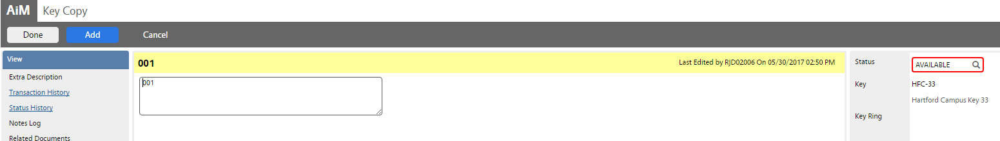 AiM Key Copy
Done Add Cancel
View
Extra Description
Transaction History
Status History
Notes Log
Related Documents
001 Last Edited by RJD02006 On 05/30/2017 02:50 PM
001
Status AVAILABLE
Key HFC-33
Hartford Campus Key 33
Key Ring